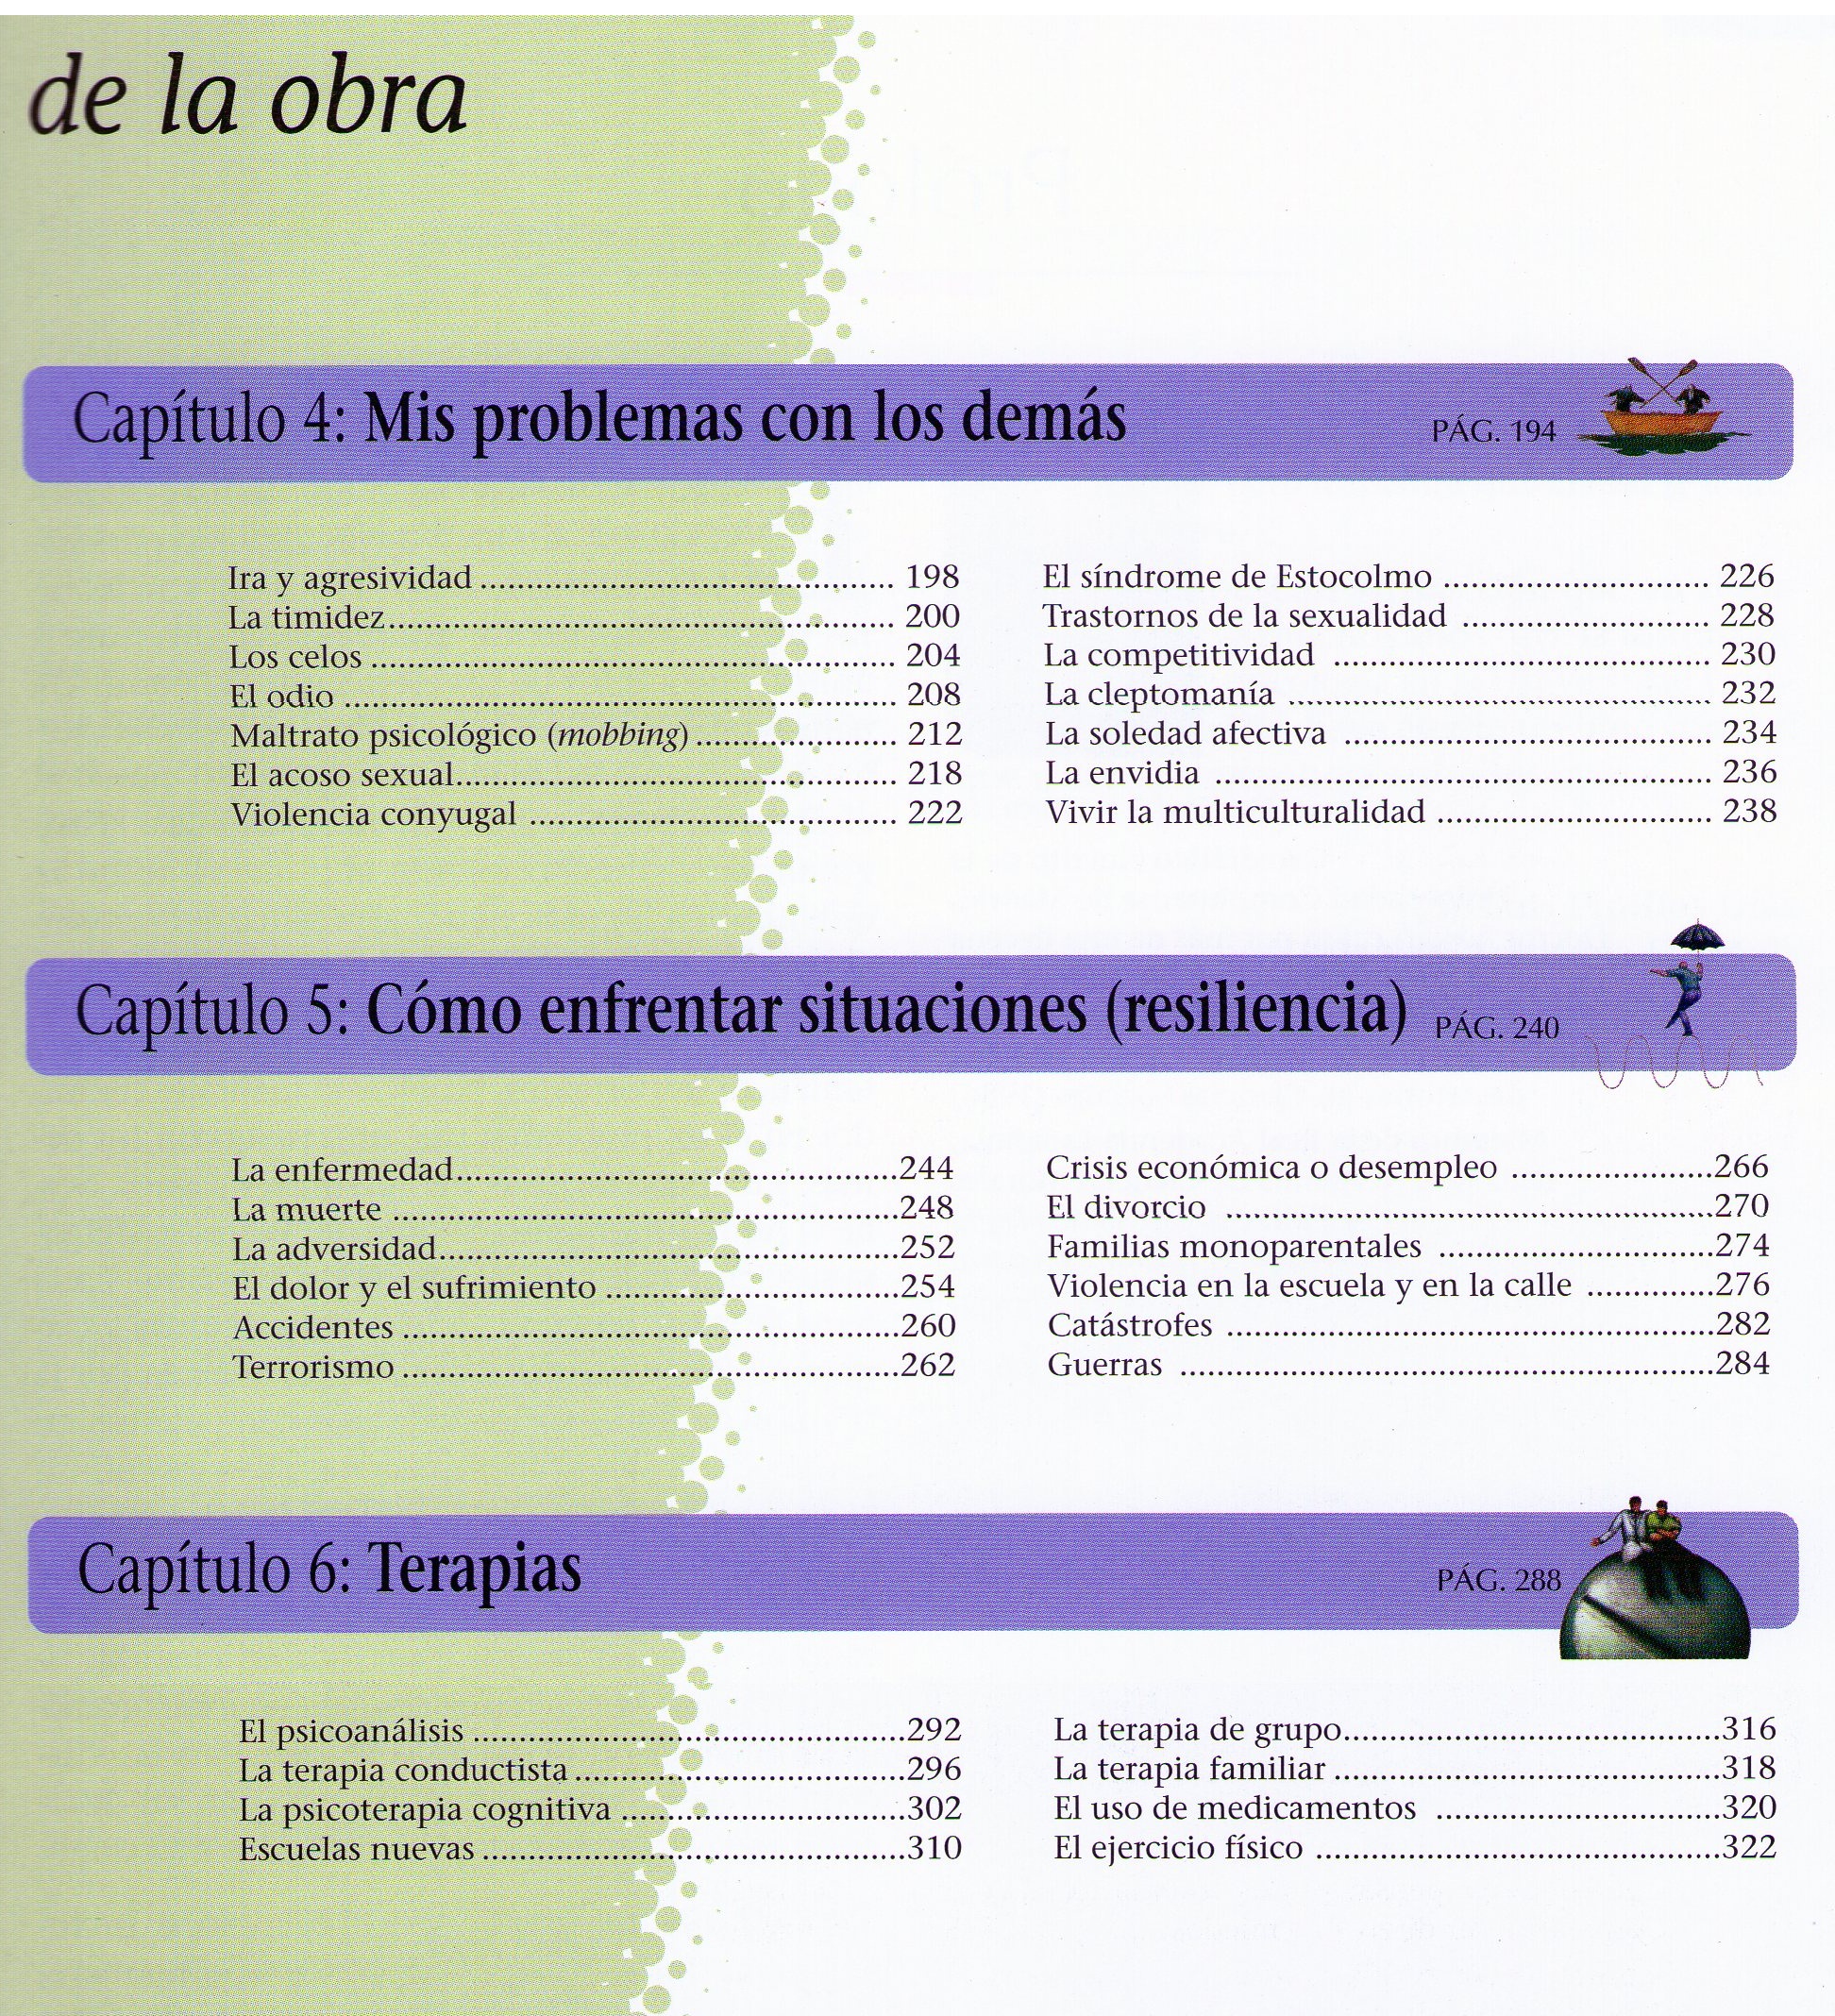 de la obra
Capítulo 4: Mis problemas con los demás PÁG. 194
Ira y agresividad ............................................. 198
La timidez....................................................... 200
Los celos ......................................................... 204
El odio ............................................................ 208
Maltrato psicológico (mobbing) ...................... 212
El acoso sexual................................................ 218
Violencia conyugal ........................................ 222
El síndrome de Estocolmo ............................. 226
Trastornos de la sexualidad ........................... 228
La competitividad ......................................... 230
La cleptomanía .............................................. 232
La soledad afectiva ........................................ 234
La envidia ...................................................... 236
Vivir la multiculturalidad .............................. 238
Capítulo 5: Cómo enfrentar situaciones (resiliencia) PÁG. 240
La enfermedad................................................244
La muerte .......................................................248
La adversidad..................................................252
El dolor y el sufrimiento ................................254
Accidentes ......................................................260
Terrorismo ......................................................262
Crisis económica o desempleo ......................266
El divorcio .....................................................270
Familias monoparentales ..............................274
Violencia en la escuela y en la calle ..............276
Catástrofes .....................................................282
Guerras ..........................................................284
Capítulo 6: Terapias PÁG. 288
El psicoanálisis ...............................................292
La terapia conductista ....................................296
La psicoterapia cognitiva ...............................302
Escuelas nuevas ..............................................310
La terapia de grupo.........................................316
La terapia familiar ..........................................318
El uso de medicamentos ...............................320
El ejercicio físico ............................................322